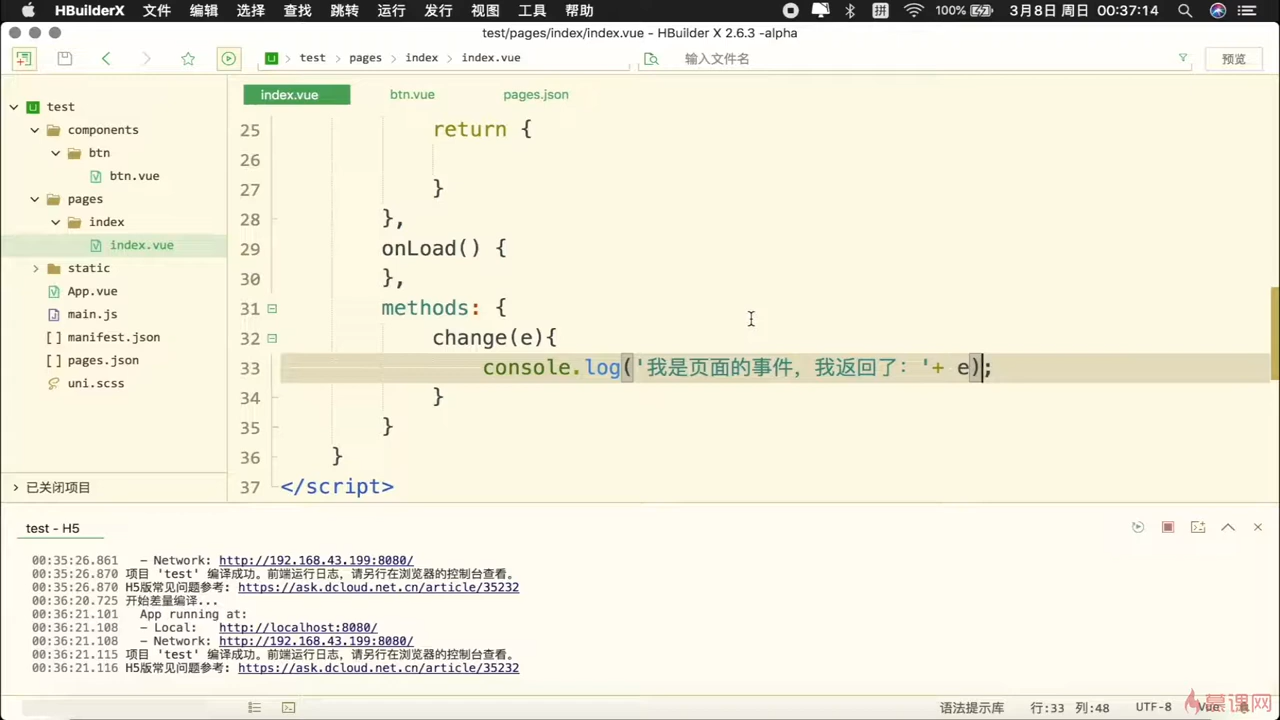 HBuilderX 文件 编辑 选择 查找 跳转 运行 发行 视图 工具 帮助 拼 100% 3月8日 周日 00:37:14
test/pages/index/index.vue - HBuilder X 2.6.3 -alpha
test pages index index.vue 输入文件名 预览
index.vue btn.vue pages.json
test
components
btn
btn.vue
pages
index
index.vue
static
App.vue
main.js
manifest.json
pages.json
uni.scss
已关闭项目
25 return {
26
27 }
28 },
29 onLoad() {
30 },
31 methods: {
32 change(e){
33 console.log('我是页面的事件，我返回了：'+ e);
34 }
35 }
36 }
37 </script>
test - H5
00:35:26.861 - Network: http://192.168.43.199:8080/
00:35:26.870 项目 'test' 编译成功。前端运行日志，请另行在浏览器的控制台查看。
00:35:26.870 H5版常见问题参考: https://ask.dcloud.net.cn/article/35232
00:36:20.725 开始差量编译...
00:36:21.101 App running at:
00:36:21.108 - Local: http://localhost:8080/
00:36:21.108 - Network: http://192.168.43.199:8080/
00:36:21.115 项目 'test' 编译成功。前端运行日志，请另行在浏览器的控制台查看。
00:36:21.116 H5版常见问题参考: https://ask.dcloud.net.cn/article/35232
语法提示库 行:33 列:48 UTF-8 Vue
慕课网